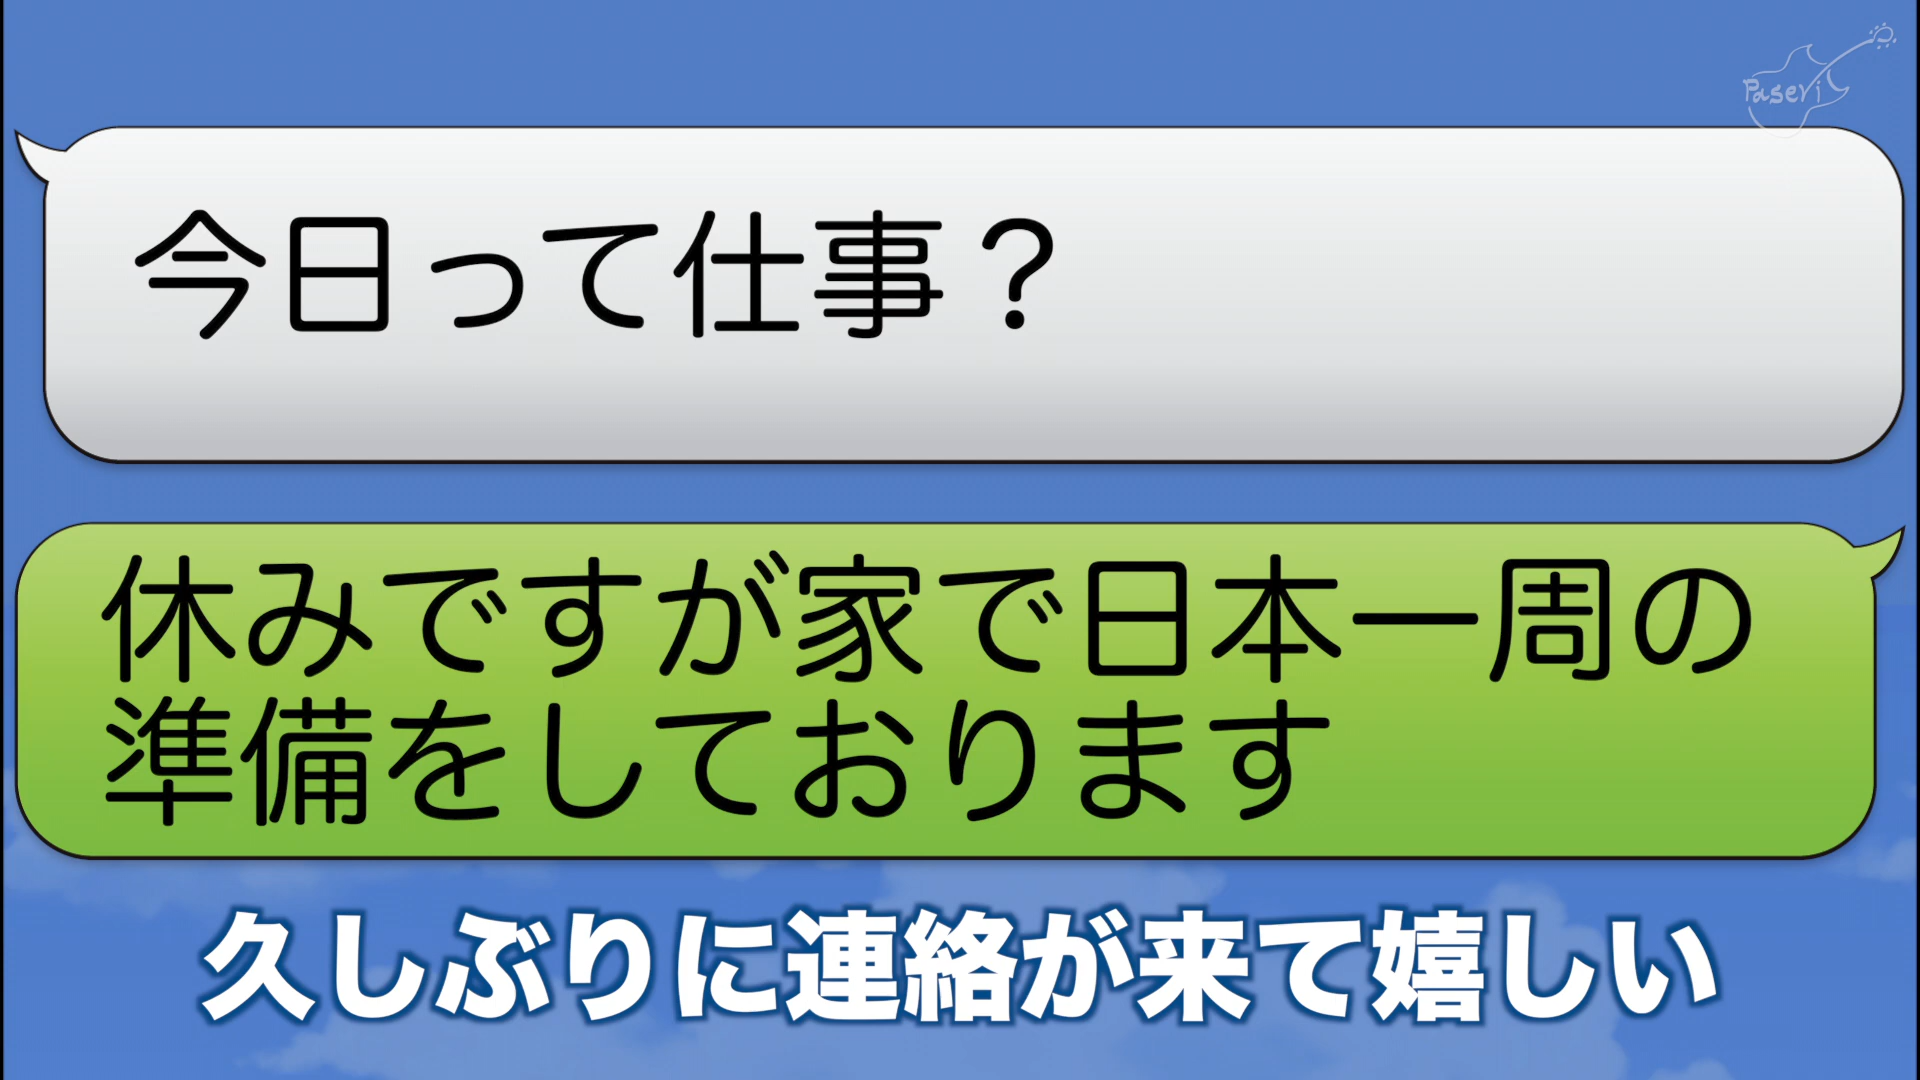 Paseri
今日って仕事？
休みですが家で日本一周の
準備をしております
久しぶりに連絡が来て嬉しい